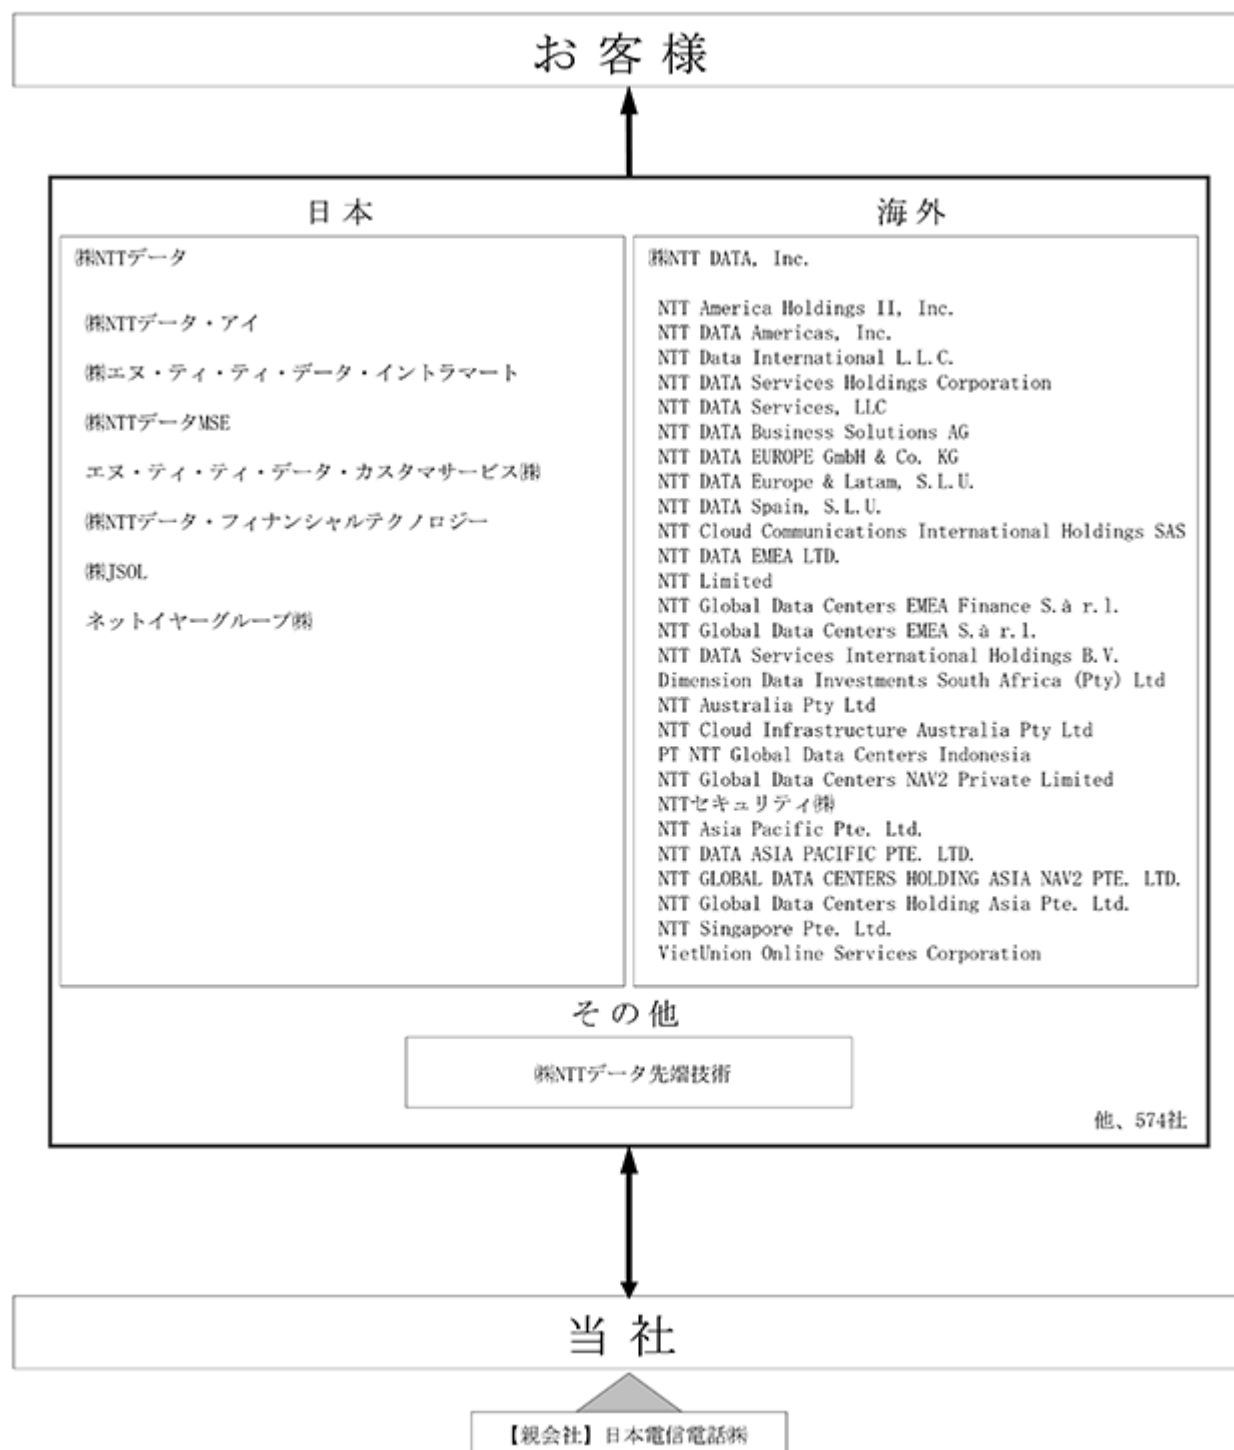 お客様
日本
㈱NTTデータ
㈱NTTデータ・アイ
㈱エヌ・ティ・ティ・データ・イントラマート
㈱NTTデータMSE
エヌ・ティ・ティ・データ・カスタマサービス㈱
㈱NTTデータ・フィナンシャルテクノロジー
㈱JSOL
ネットイヤーグループ㈱
海外
㈱NTT DATA, Inc.
NTT America Holdings II, Inc.
NTT DATA Americas, Inc.
NTT Data International L.L.C.
NTT DATA Services Holdings Corporation
NTT DATA Services, LLC
NTT DATA Business Solutions AG
NTT DATA EUROPE GmbH & Co. KG
NTT DATA Europe & Latam, S.L.U.
NTT DATA Spain, S.L.U.
NTT Cloud Communications International Holdings SAS
NTT DATA EMEA LTD.
NTT Limited
NTT Global Data Centers EMEA Finance S.à r.l.
NTT Global Data Centers EMEA S.à r.l.
NTT DATA Services International Holdings B.V.
Dimension Data Investments South Africa (Pty) Ltd
NTT Australia Pty Ltd
NTT Cloud Infrastructure Australia Pty Ltd
PT NTT Global Data Centers Indonesia
NTT Global Data Centers NAV2 Private Limited
NTTセキュリティ㈱
NTT Asia Pacific Pte. Ltd.
NTT DATA ASIA PACIFIC PTE. LTD.
NTT GLOBAL DATA CENTERS HOLDING ASIA NAV2 PTE. LTD.
NTT Global Data Centers Holding Asia Pte. Ltd.
NTT Singapore Pte. Ltd.
VietUnion Online Services Corporation
その他
㈱NTTデータ先端技術
他、574社
当社
【親会社】日本電信電話㈱